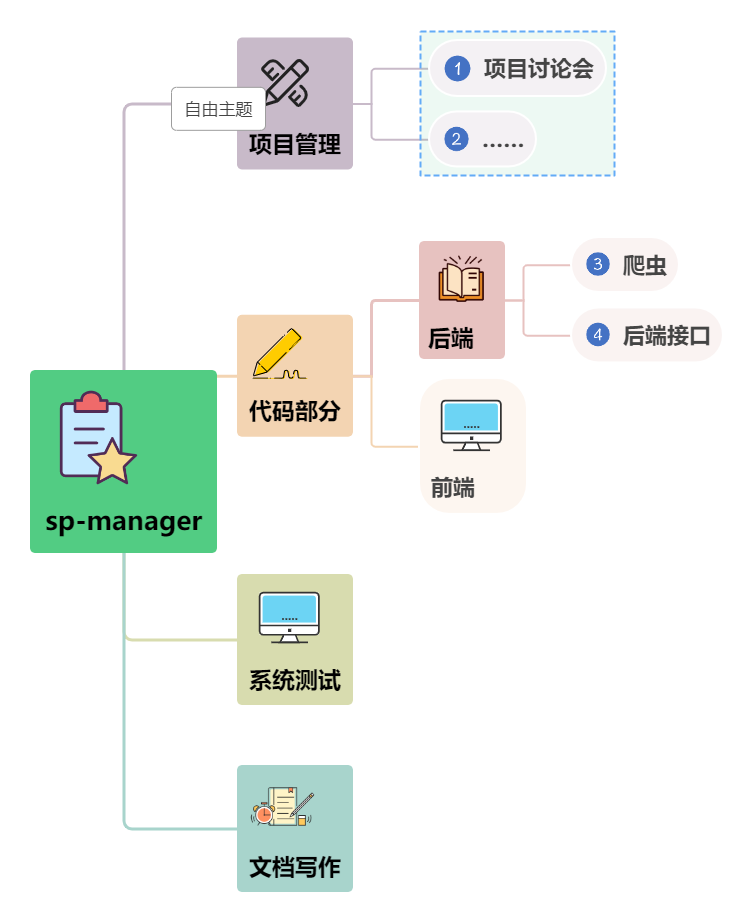 自由主题
项目管理
1 项目讨论会
2 ......
sp-manager
代码部分
后端
3 爬虫
4 后端接口
前端
系统测试
文档写作